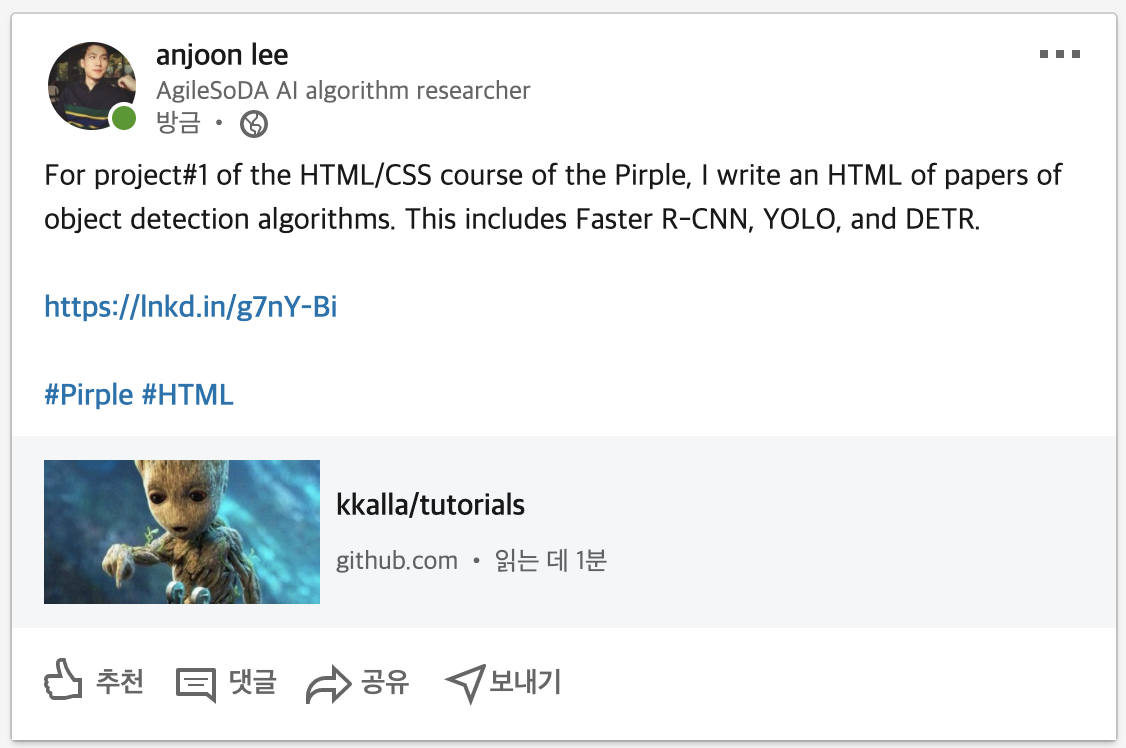 anjoon lee
AgileSoDA AI algorithm researcher
방금 •
For project#1 of the HTML/CSS course of the Pirple, I write an HTML of papers of
object detection algorithms. This includes Faster R-CNN, YOLO, and DETR.
https://lnkd.in/g7nY-Bi
#Pirple #HTML
kkalla/tutorials
github.com • 읽는 데 1분
추천 댓글 공유 보내기